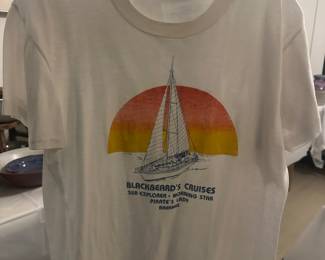 BLACKBEARD'S CRUISES
SEA EXPLORER • MORNING STAR
PIRATE'S LADY
BAHAMAS